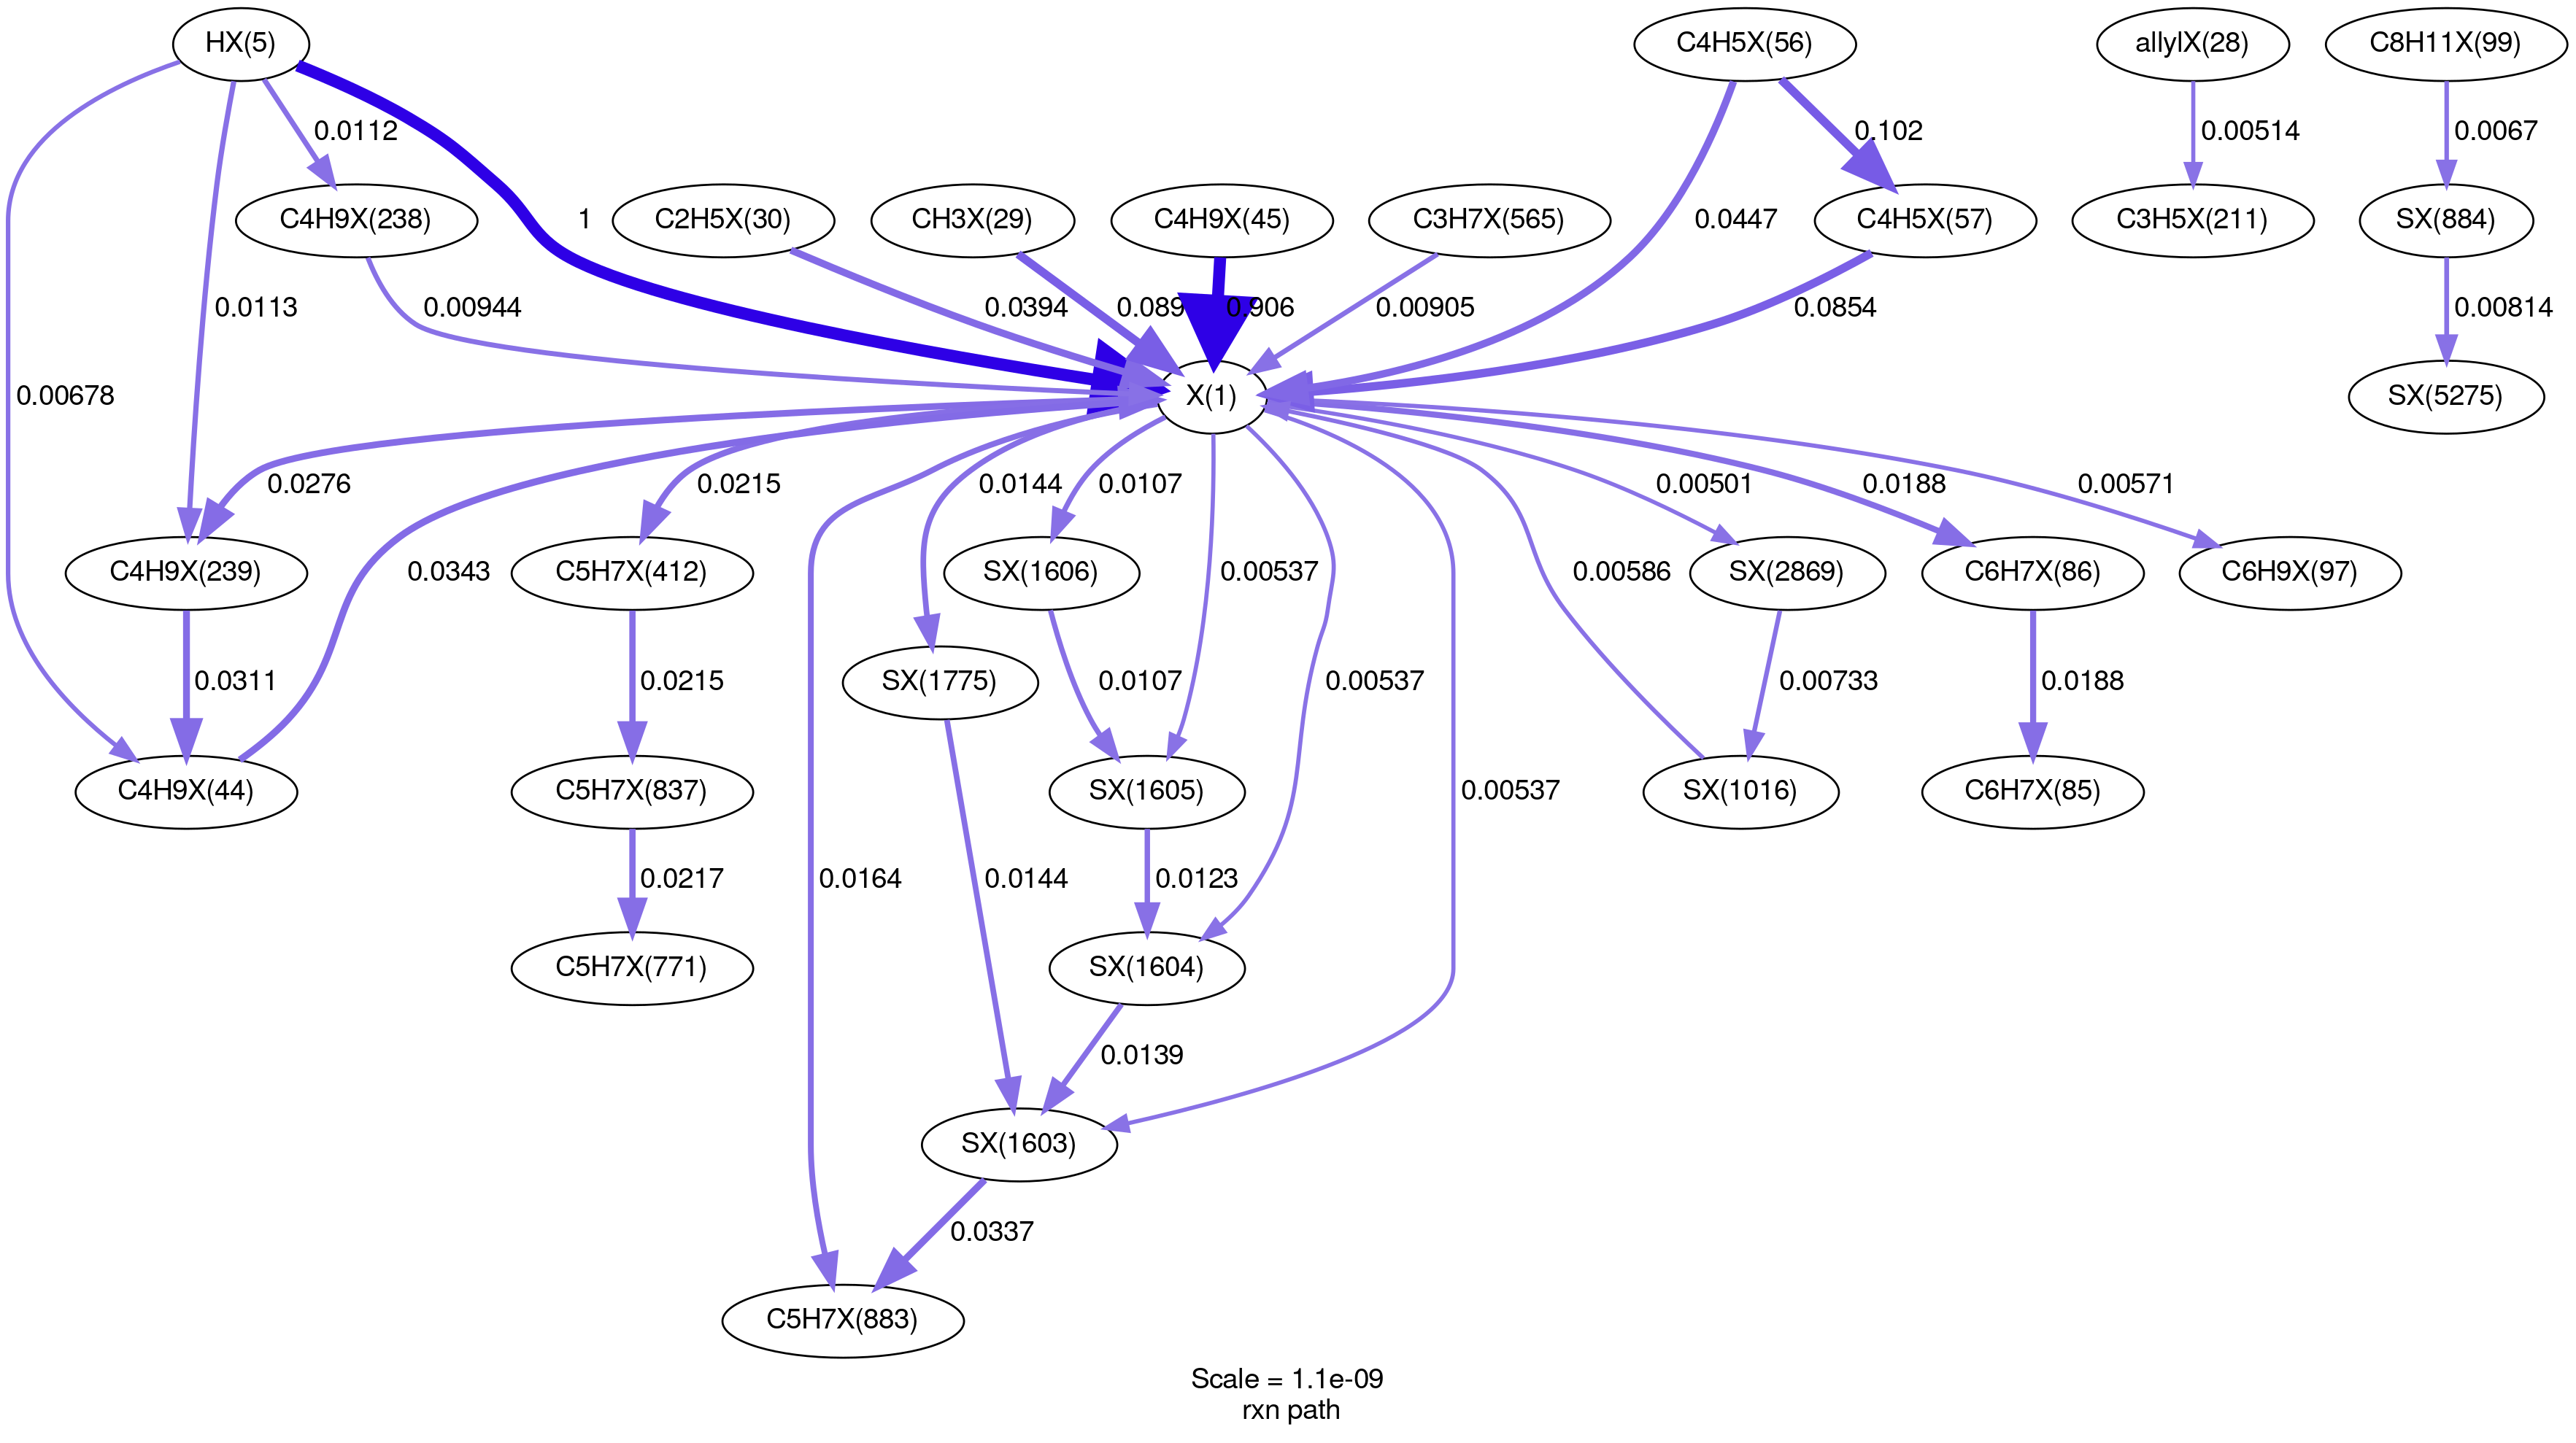 HX(5)
C4H5X(56)
allylX(28)
C8H11X(99)
0.0112
0.102
0.00514
0.0067
C4H9X(238)
1
C2H5X(30)
CH3X(29)
C4H9X(45)
C3H7X(565)
0.0447
C4H5X(57)
C3H5X(211)
SX(884)
0.0113
0.00944
0.0394
0.089
0.906
0.00905
0.0854
0.00814
0.00678
X(1)
SX(5275)
0.0276
0.0215
0.0144
0.0107
0.00501
0.0188
0.00571
C4H9X(239)
0.0343
C5H7X(412)
SX(1606)
0.00537
0.00586
SX(2869)
C6H7X(86)
C6H9X(97)
0.0311
0.0215
SX(1775)
0.0107
0.00537
0.00733
0.0188
C4H9X(44)
C5H7X(837)
SX(1605)
0.00537
SX(1016)
C6H7X(85)
0.0217
0.0164
0.0144
0.0123
C5H7X(771)
SX(1604)
0.0139
SX(1603)
0.0337
C5H7X(883)
Scale = 1.1e-09
rxn path